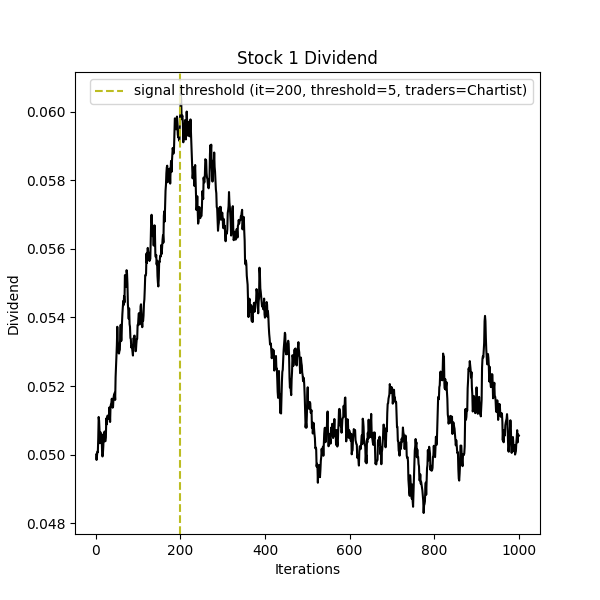 Stock 1 Dividend
signal threshold (it=200, threshold=5, traders=Chartist)
0.060
0.058
0.056
0.054
0.052
0.050
0.048
Dividend
0 200 400 600 800 1000
Iterations